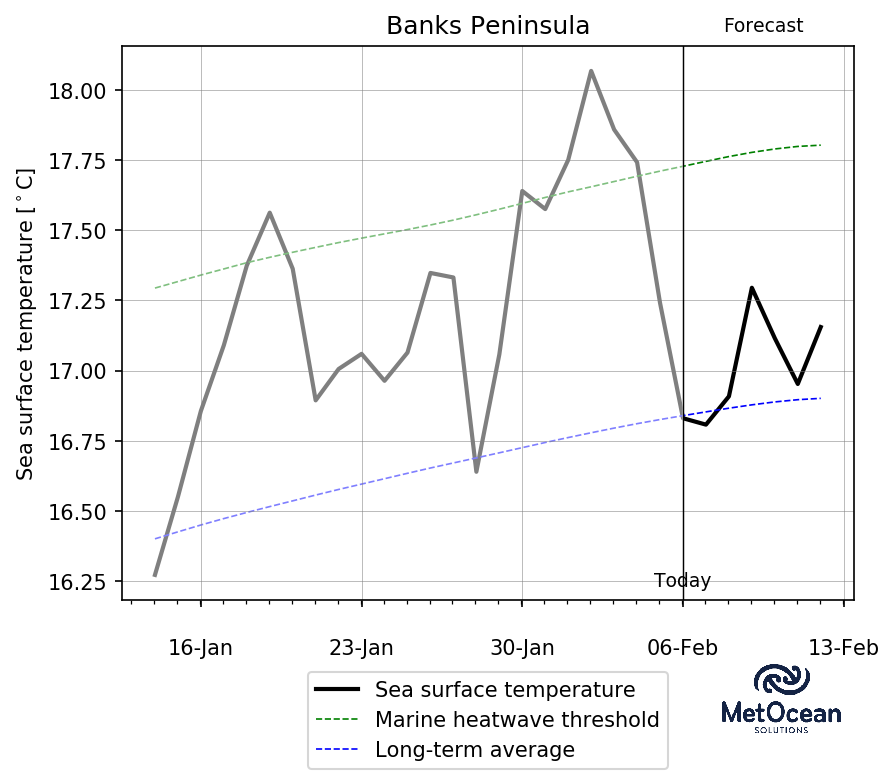 Banks Peninsula
Forecast
Sea surface temperature [°C]
18.00
17.75
17.50
17.25
17.00
16.75
16.50
16.25
Today
16-Jan
23-Jan
30-Jan
06-Feb
13-Feb
Sea surface temperature
Marine heatwave threshold
Long-term average
MetOcean
SOLUTIONS